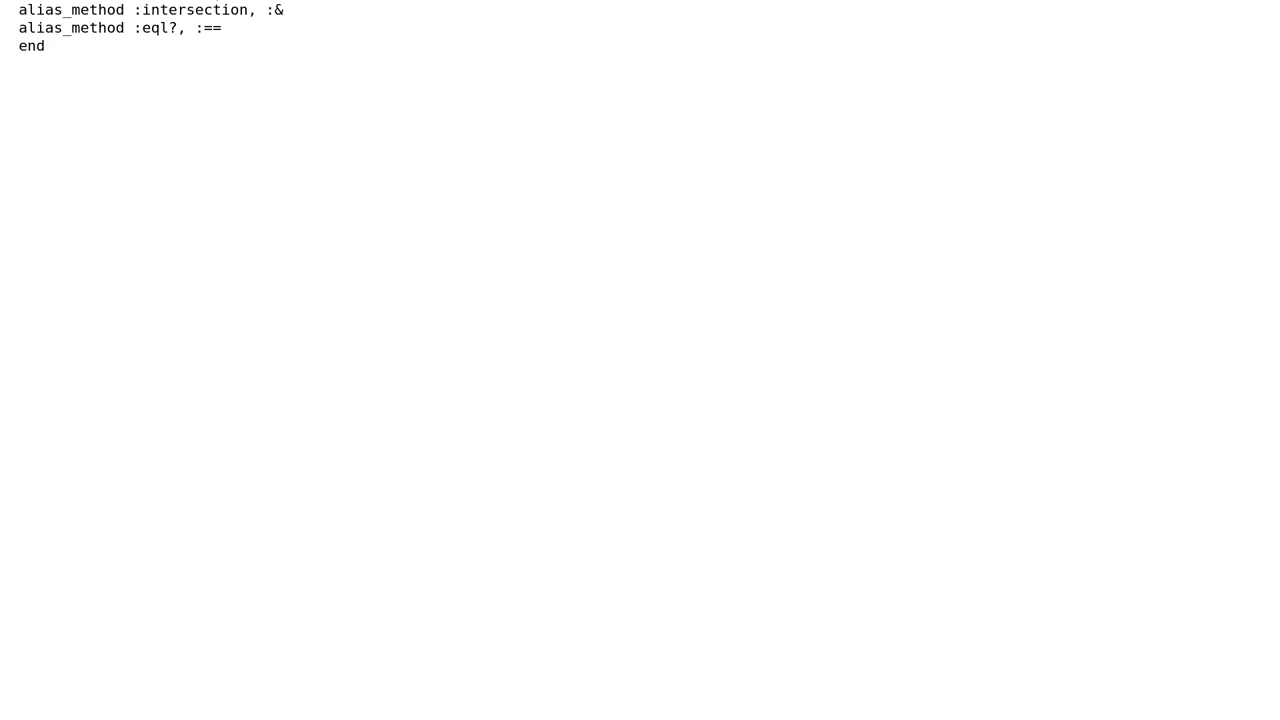 alias_method :intersection, :&
alias_method :eql?, :==
end